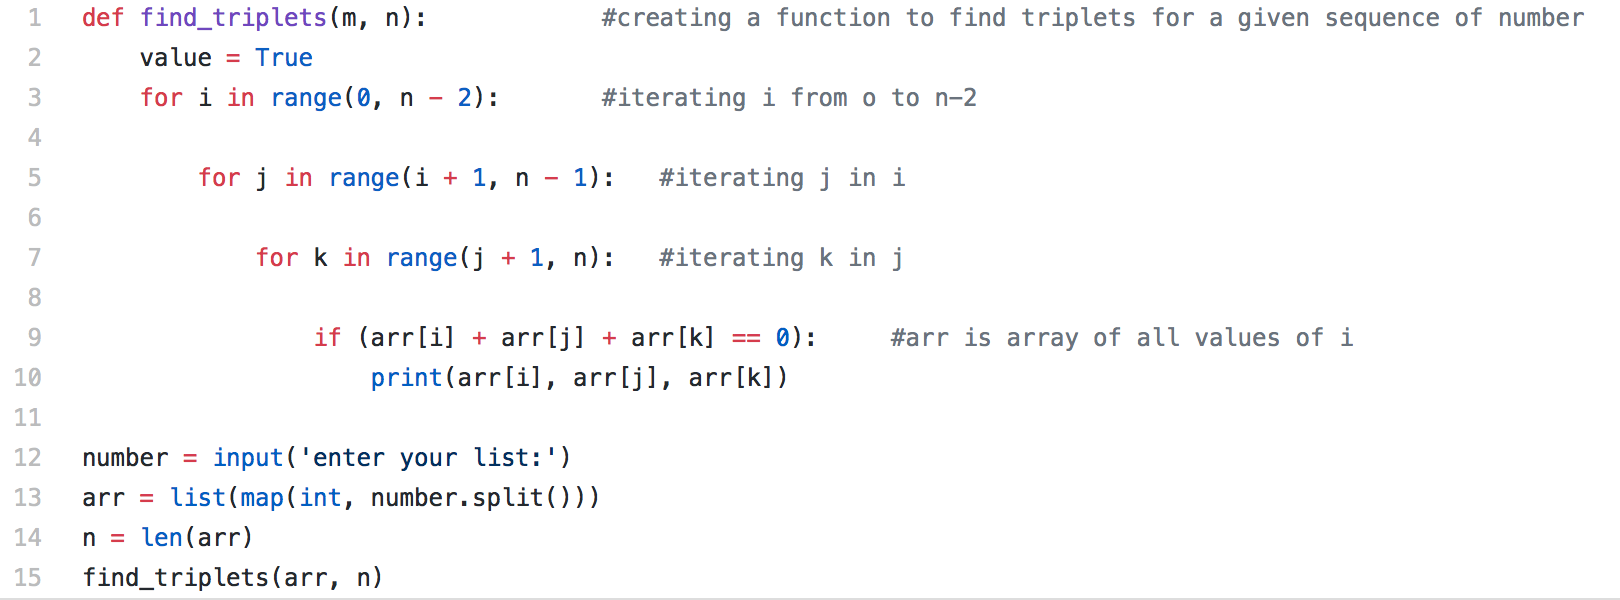 1 def find_triplets(m, n):            #creating a function to find triplets for a given sequence of number
2     value = True
3     for i in range(0, n - 2):       #iterating i from o to n-2
4
5         for j in range(i + 1, n - 1):   #iterating j in i
6
7             for k in range(j + 1, n):   #iterating k in j
8
9                 if (arr[i] + arr[j] + arr[k] == 0):     #arr is array of all values of i
10                     print(arr[i], arr[j], arr[k])
11
12 number = input('enter your list:')
13 arr = list(map(int, number.split()))
14 n = len(arr)
15 find_triplets(arr, n)